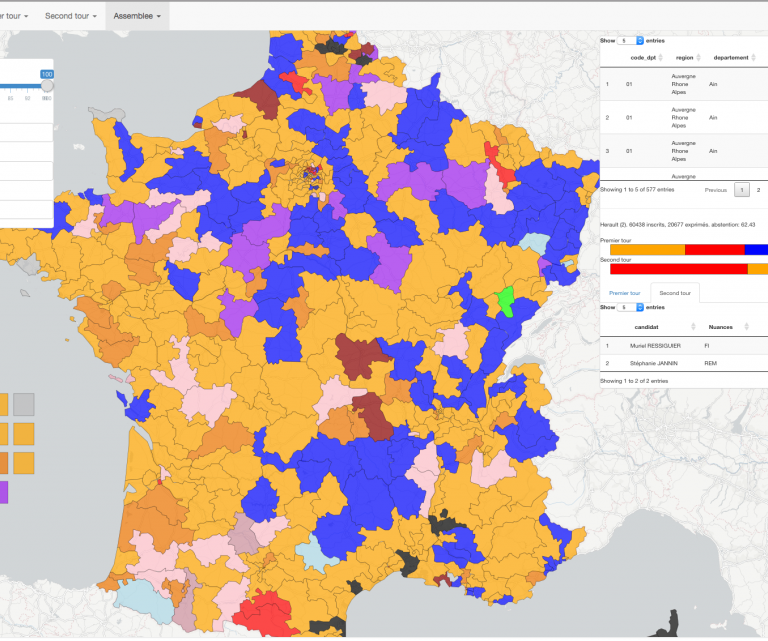 r tour Second tour Assemblee
100
85 92 100
Show 5 entries
code_dpt region departement
1 01 Auvergne Rhone Alpes Ain
2 01 Auvergne Rhone Alpes Ain
3 01 Auvergne Rhone Alpes Ain
Auvergne
Showing 1 to 5 of 577 entries Previous 1 2
Herault (2). 60438 inscrits, 20677 exprimés, abstention: 62.43
Premier tour
Second tour
Premier tour Second tour
Show 5 entries
candidat Nuances
1 Muriel RESSIGUIER FI
2 Stéphanie JANNIN REM
Showing 1 to 2 of 2 entries